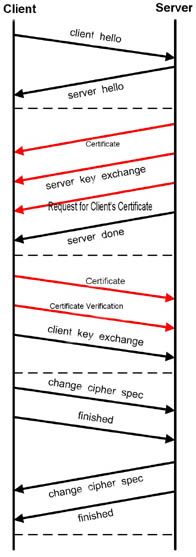 Client Server
client hello
server hello
Certificate
server key exchange
Request for Client's Certificate
server done
Certificate
Certificate Verification
client key exchange
change cipher spec
finished
change cipher spec
finished